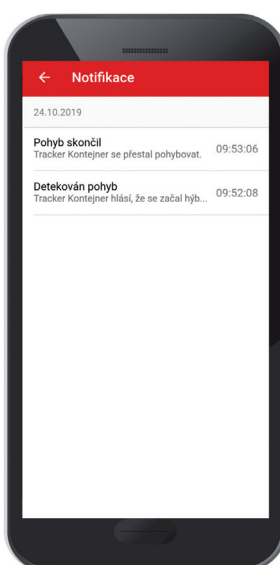 Notifikace
24.10.2019
Pohyb skončil
Tracker Kontejner se přestal pohybovat. 09:53:06
Detekován pohyb
Tracker Kontejner hlásí, že se začal hýb... 09:52:08